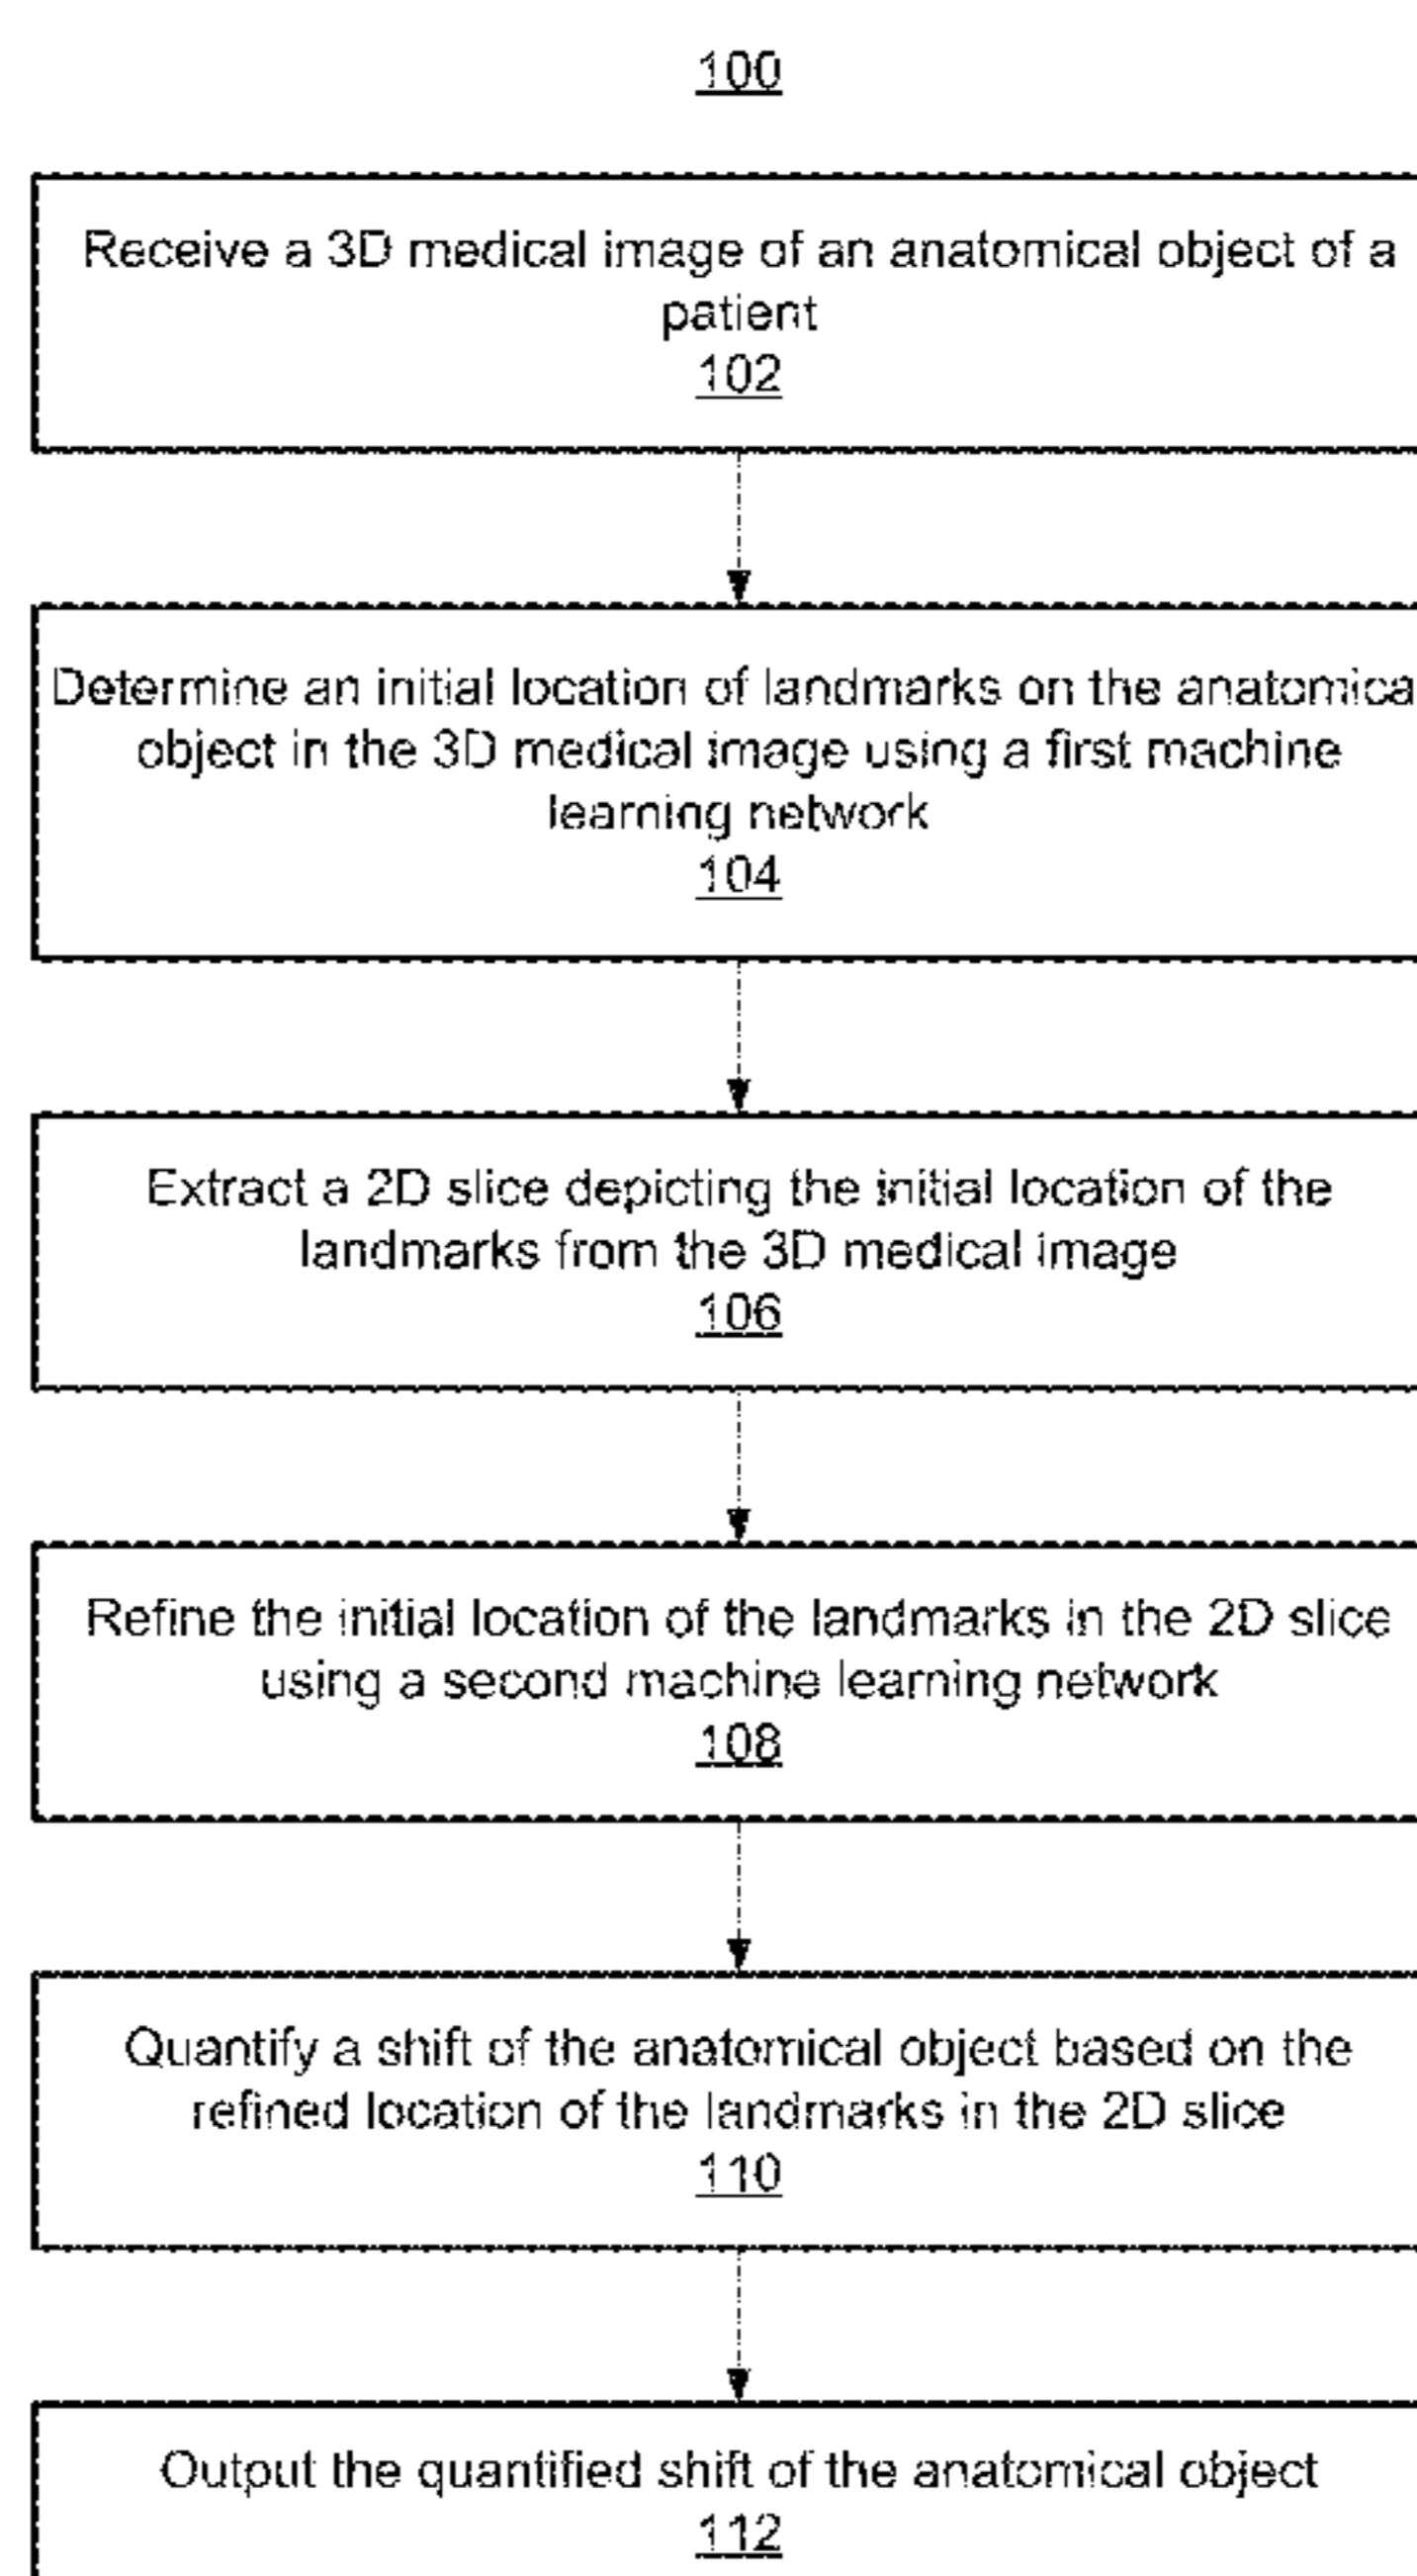 100
Receive a 3D medical image of an anatomical object of a
patient
102
Determine an initial location of landmarks on the anatomica
object in the 3D medical image using a first machine
learning network
104
Extract a 2D slice depicting the initial location of the
landmarks from the 3D medical image
106
Refine the initial location of the landmarks in the 2D slice
using a second machine learning network
108
Quantify a shift of the anatomical object based on the
refined location of the landmarks in the 2D slice
110
Output the quantified shift of the anatomical object
112